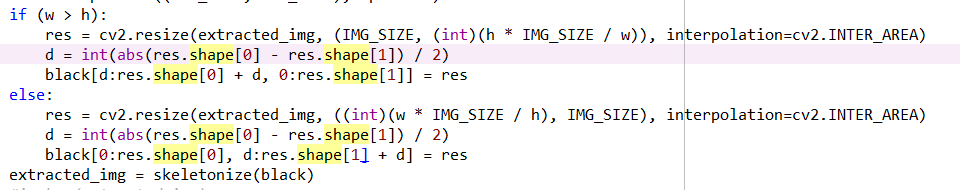 if (w > h):
    res = cv2.resize(extracted_img, (IMG_SIZE, (int)(h * IMG_SIZE / w)), interpolation=cv2.INTER_AREA)
    d = int(abs(res.shape[0] - res.shape[1]) / 2)
    black[d:res.shape[0] + d, 0:res.shape[1]] = res
else:
    res = cv2.resize(extracted_img, ((int)(w * IMG_SIZE / h), IMG_SIZE), interpolation=cv2.INTER_AREA)
    d = int(abs(res.shape[0] - res.shape[1]) / 2)
    black[0:res.shape[0], d:res.shape[1] + d] = res
extracted_img = skeletonize(black)